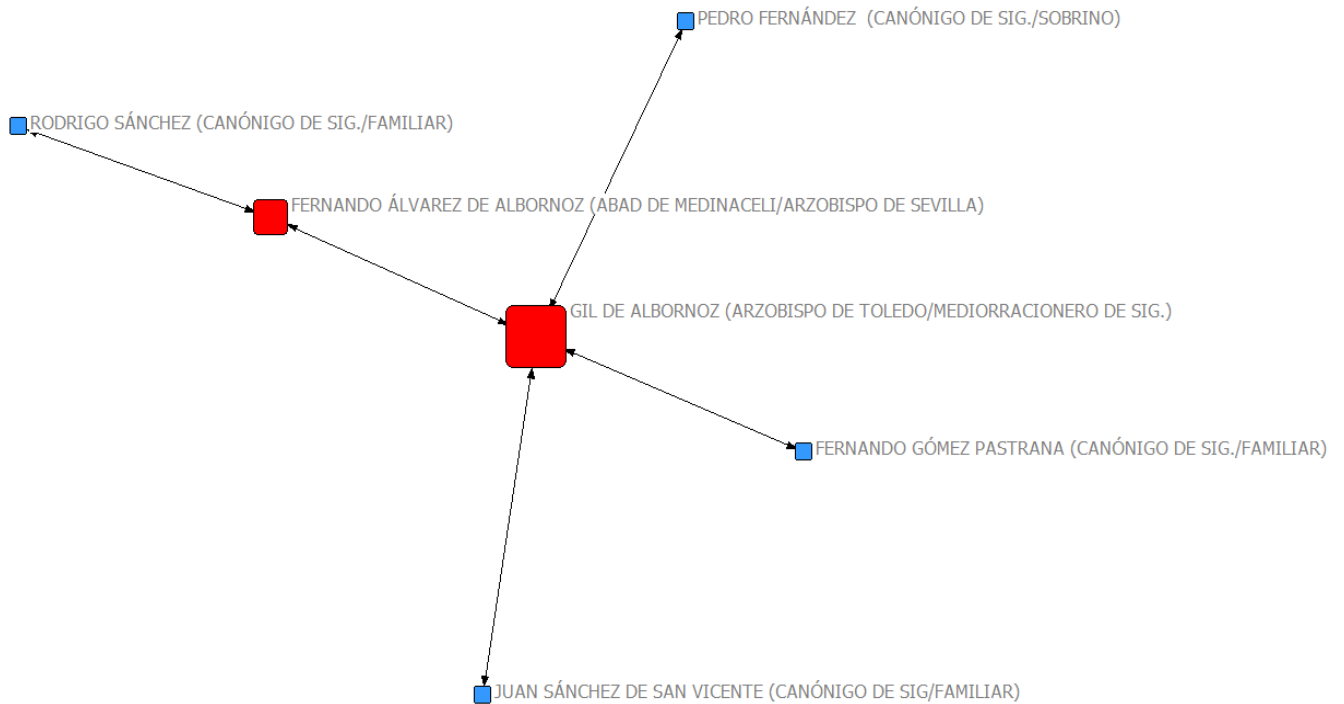 PEDRO FERNÁNDEZ  (CANÓNIGO DE SIG./SOBRINO)
RODRIGO SÁNCHEZ (CANÓNIGO DE SIG./FAMILIAR)
FERNANDO ÁLVAREZ DE ALBORNOZ (ABAD DE MEDINACELI/ARZOBISPO DE SEVILLA)
GIL DE ALBORNOZ (ARZOBISPO DE TOLEDO/MEDIORRACIONERO DE SIG.)
FERNANDO GÓMEZ PASTRANA (CANÓNIGO DE SIG./FAMILIAR)
JUAN SÁNCHEZ DE SAN VICENTE (CANÓNIGO DE SIG/FAMILIAR)